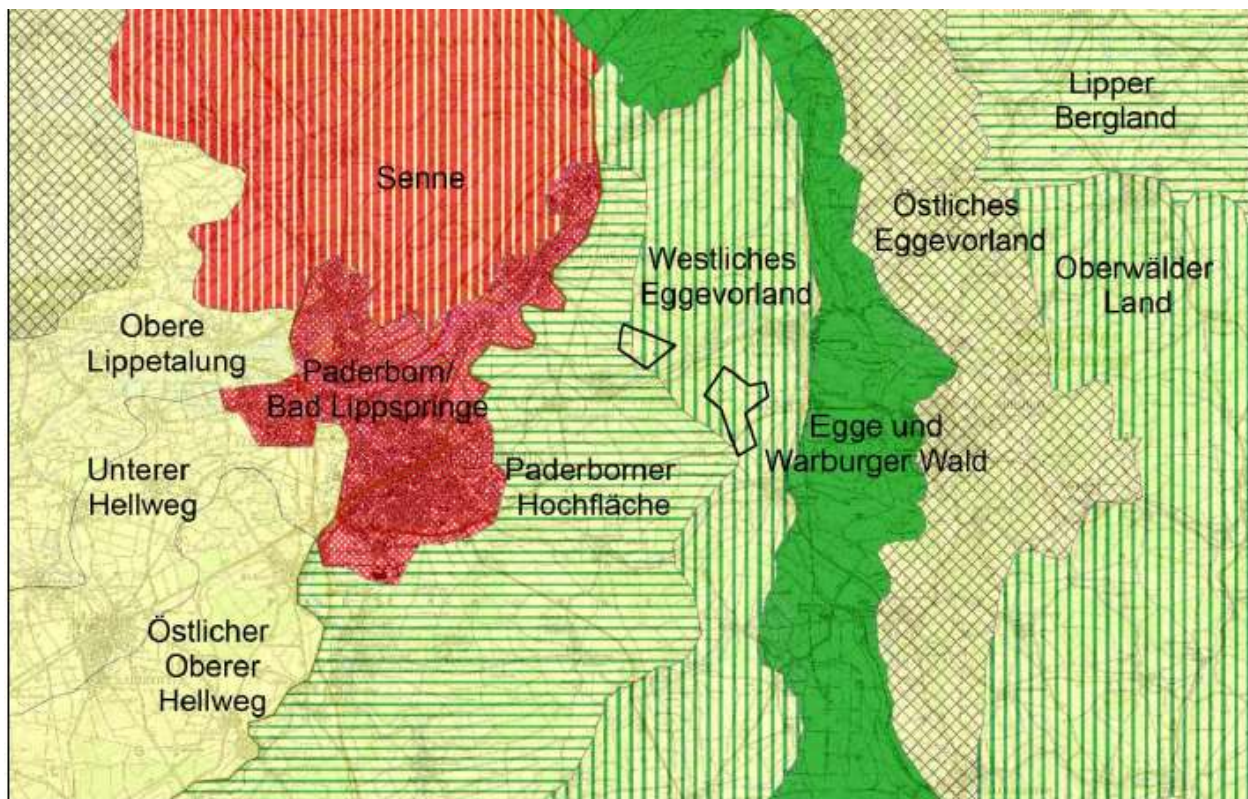 Lipper
Bergland
Senne
Östliches
Eggevorland
Westliches
Eggevorland
Oberwälder
Land
Obere
Lippetalung
Paderborn/
Bad Lippspringe
Egge und
Warburger Wald
Unterer
Hellweg
Paderborner
Hochfläche
Östlicher
Oberer
Hellweg